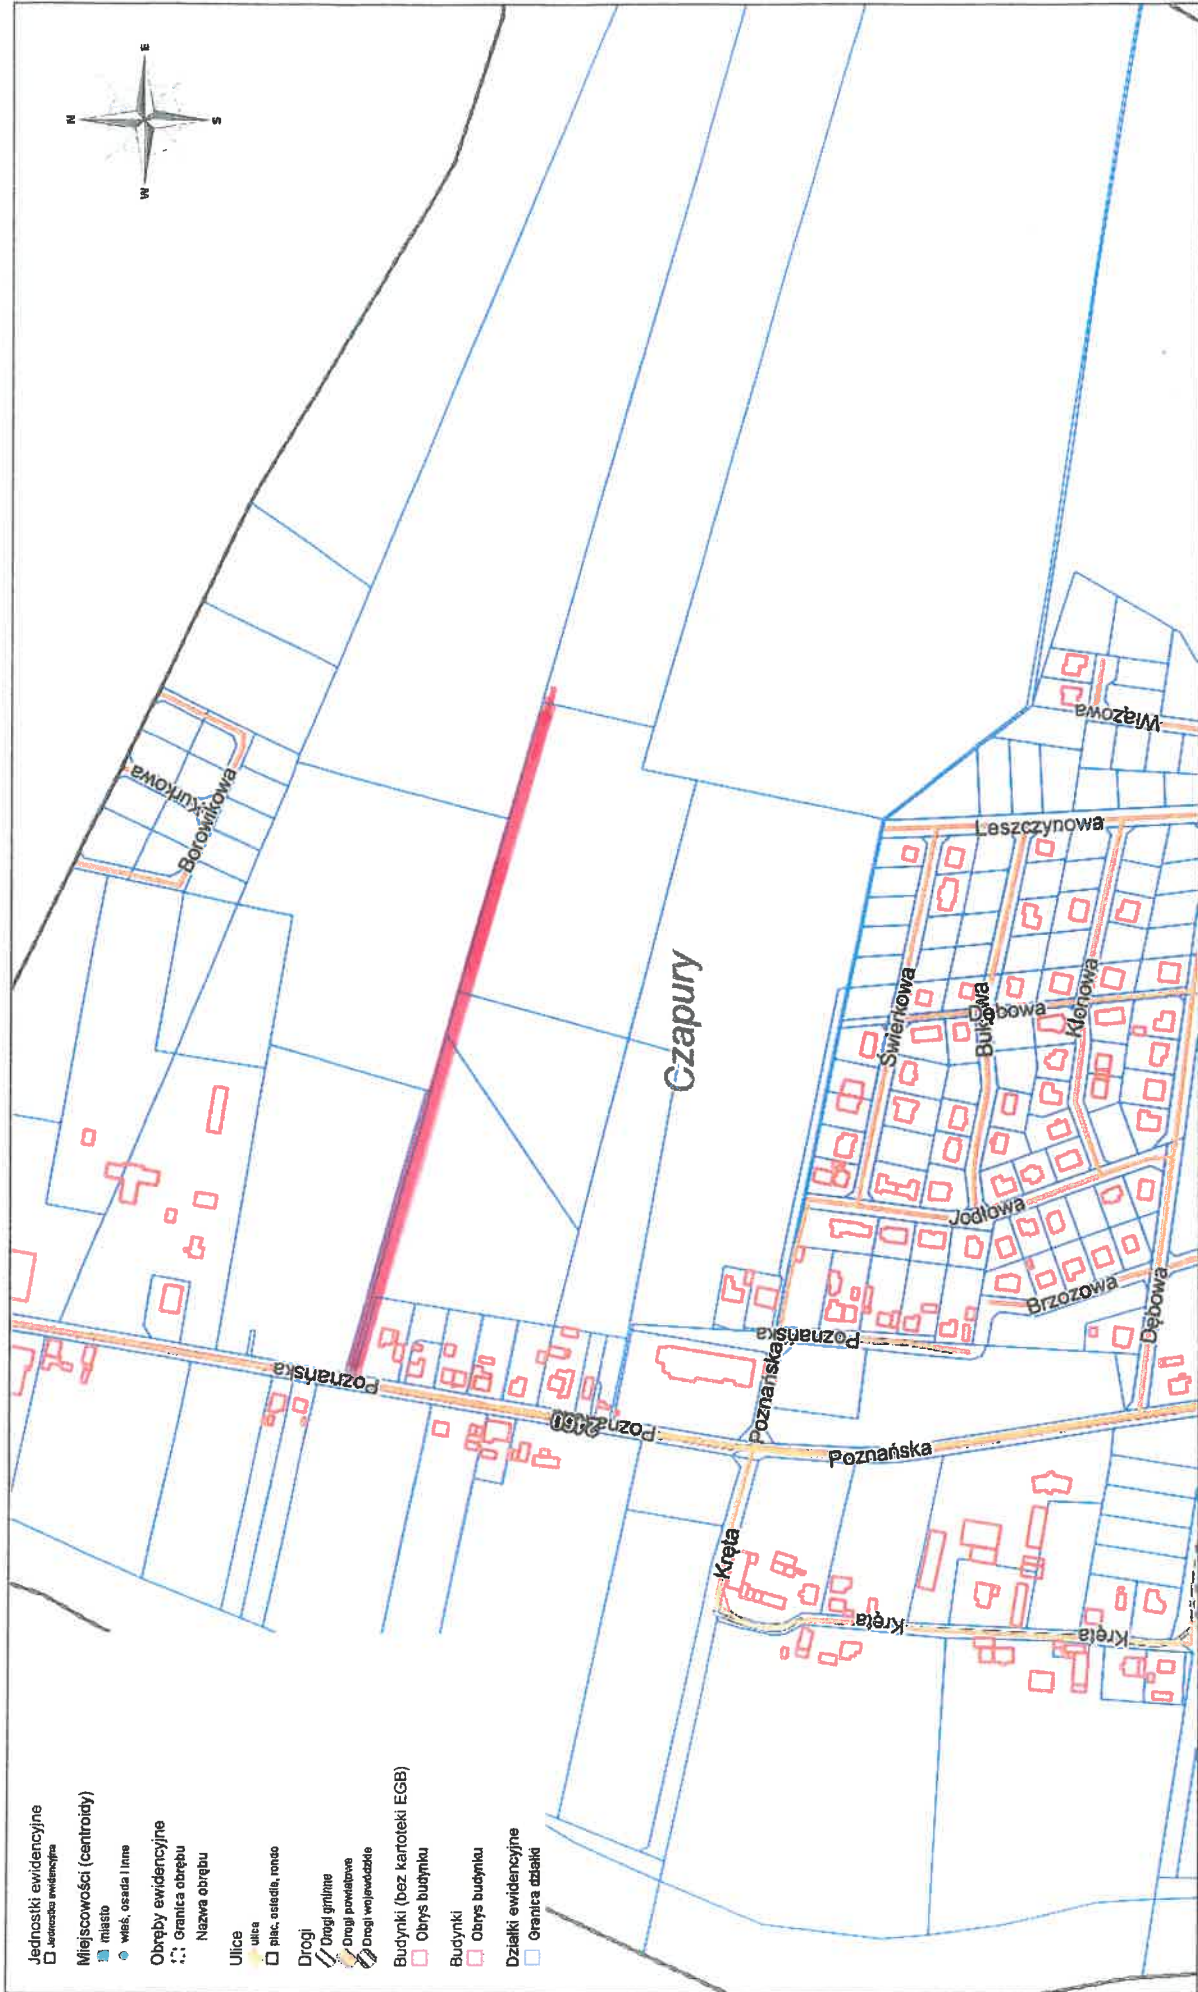 N
E
S
W
Kurkowa
Borowikowa
Czapury
Wiązowa
Leszczynowa
Świerkowa
Bukowa
Dębowa
Klonowa
Jodłowa
Brzozowa
Dębowa
Poznańska
Poznańska
Poznańska
2460
Poznańska
Poznańska
Kręta
Kręta
Kręta
Jednostki ewidencyjne
Jednostka ewidencyjna
Miejscowości (centroidy)
miasto
wieś, osada i inne
Obręby ewidencyjne
Granica obrębu
Nazwa obrębu
Ulice
ulica
plac, osiedle, rondo
Drogi
Drogi gminne
Drogi powiatowe
Drogi wojewódzkie
Budynki (bez kartoteki EGB)
Obrys budynku
Budynki
Obrys budynku
Działki ewidencyjne
Granica działki